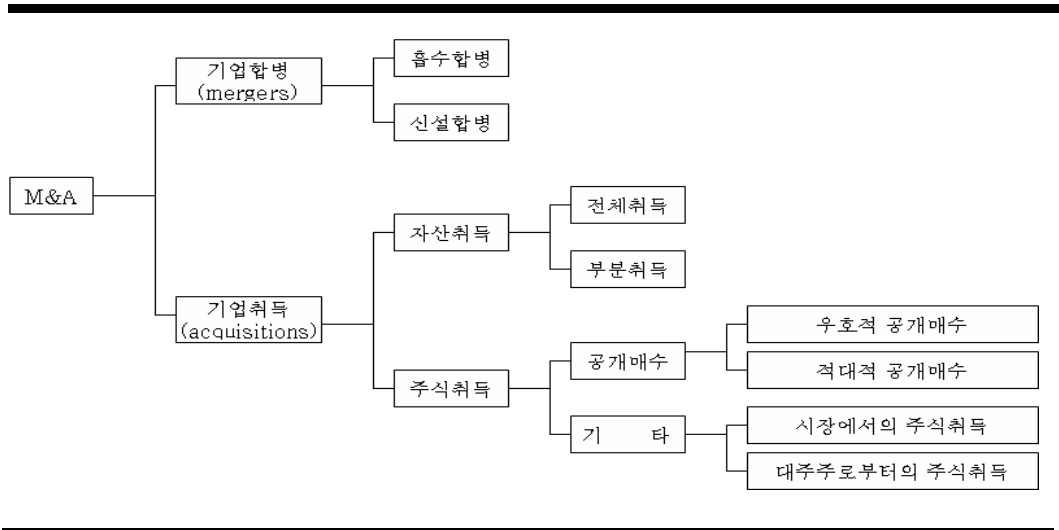 M&A
기업합병
(mergers)
흡수합병
신설합병
기업취득
(acquisitions)
자산취득
전체취득
부분취득
주식취득
공개매수
우호적 공개매수
적대적 공개매수
기 타
시장에서의 주식취득
대주주로부터의 주식취득